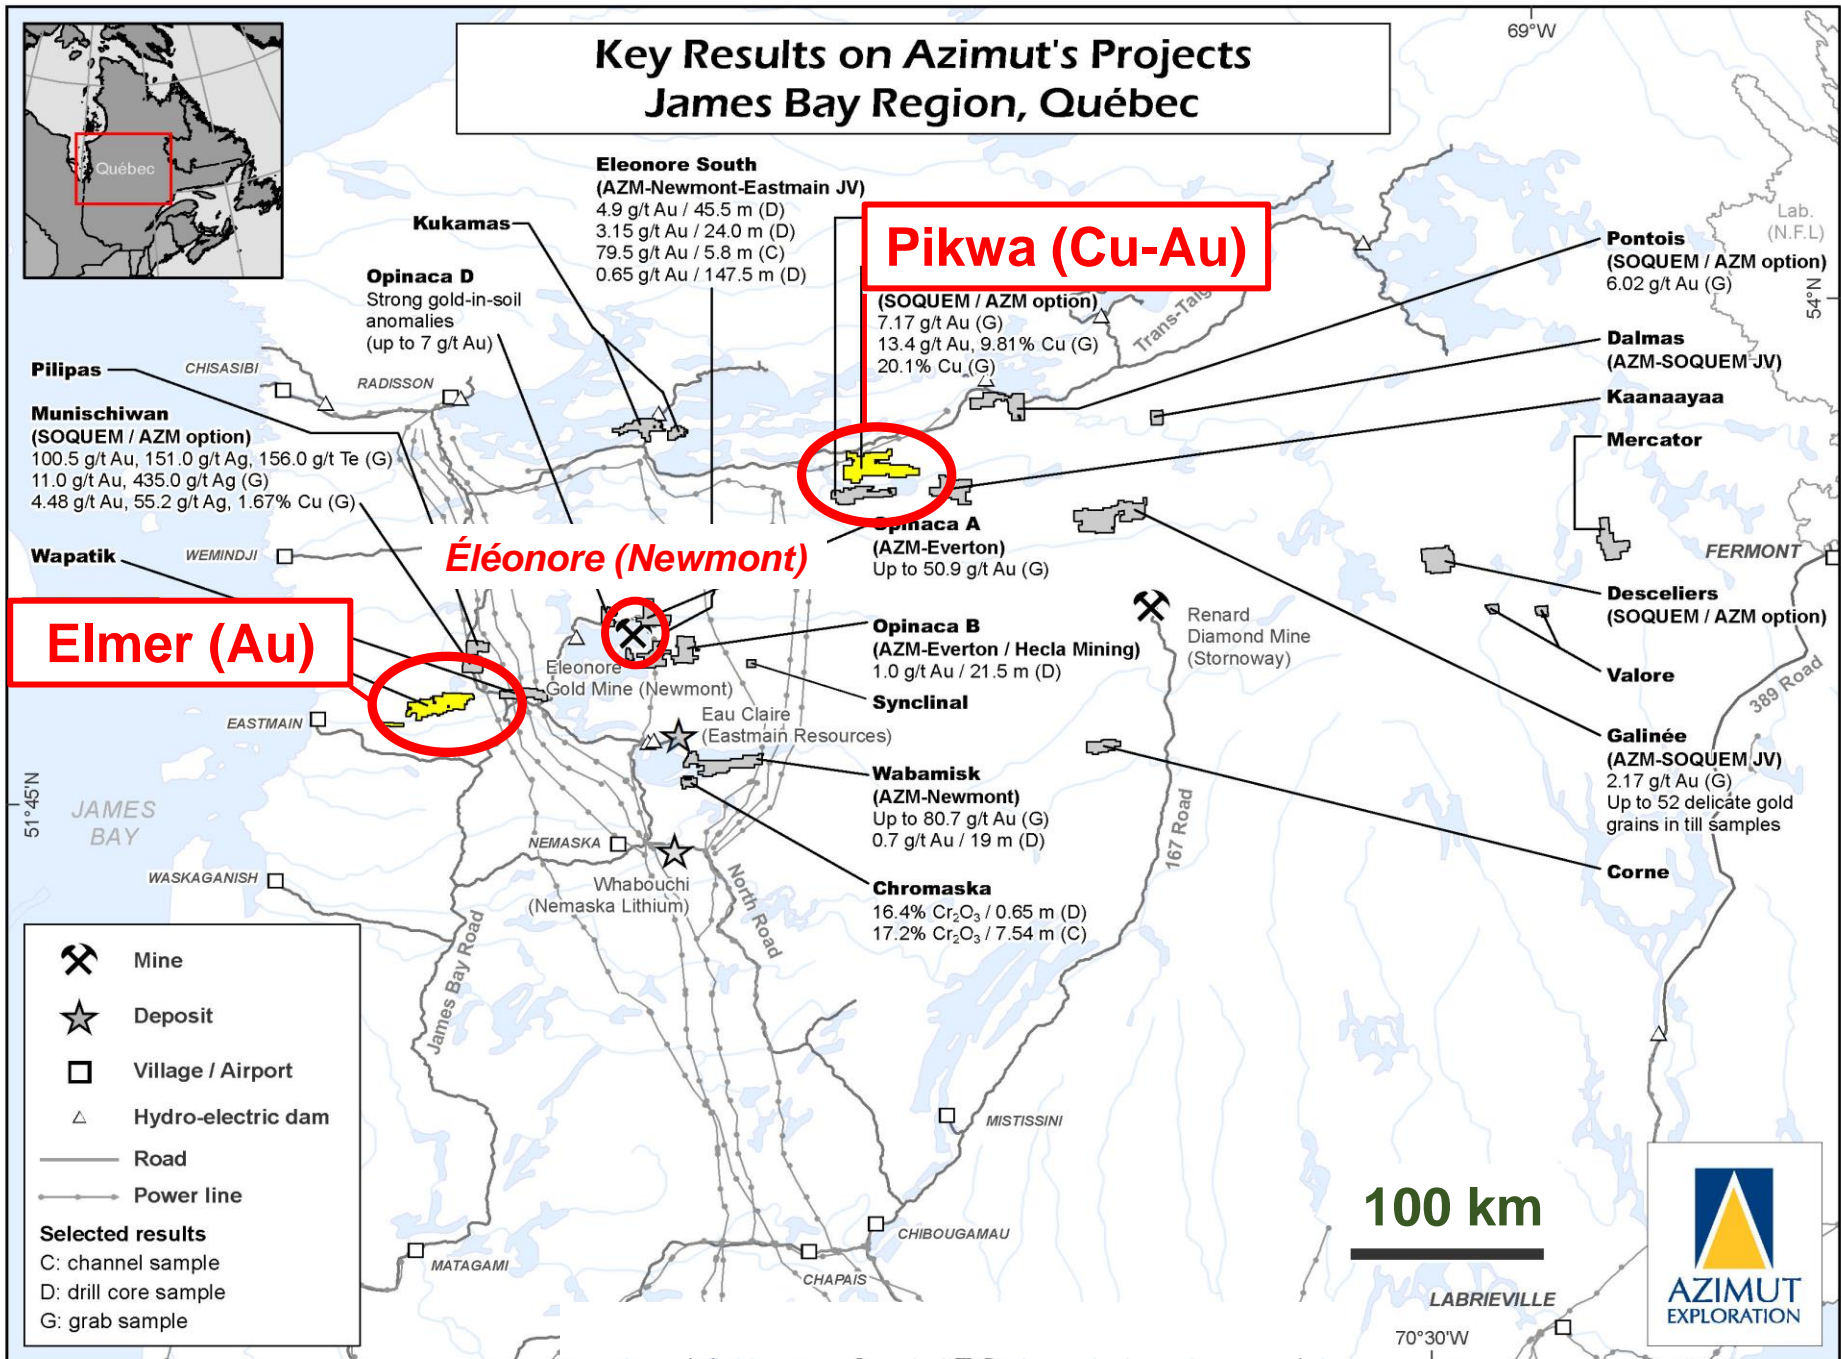 Key Results on Azimut's Projects
James Bay Region, Québec
69°W
Québec
Lab.
(N.F.L)
54°N
Eleonore South
(AZM-Newmont-Eastmain JV)
4.9 g/t Au / 45.5 m (D)
3.15 g/t Au / 24.0 m (D)
79.5 g/t Au / 5.8 m (C)
0.65 g/t Au / 147.5 m (D)
Kukamas
Opinaca D
Strong gold-in-soil
anomalies
(up to 7 g/t Au)
Pikwa (Cu-Au)
(SOQUEM / AZM option)
7.17 g/t Au (G)
13.4 g/t Au, 9.81% Cu (G)
20.1% Cu (G)
Pontois
(SOQUEM / AZM option)
6.02 g/t Au (G)
Dalmas
(AZM-SOQUEM JV)
Kaanaayaa
Mercator
Pilipas
CHISASIBI
RADISSON
Munischiwan
(SOQUEM / AZM option)
100.5 g/t Au, 151.0 g/t Ag, 156.0 g/t Te (G)
11.0 g/t Au, 435.0 g/t Ag (G)
4.48 g/t Au, 55.2 g/t Ag, 1.67% Cu (G)
Wapatik
WEMINDJI
Éléonore (Newmont)
Opinaca A
(AZM-Everton)
Up to 50.9 g/t Au (G)
FERMONT
Desceliers
(SOQUEM / AZM option)
Elmer (Au)
Renard
Diamond Mine
(Stornoway)
Opinaca B
(AZM-Everton / Hecla Mining)
1.0 g/t Au / 21.5 m (D)
Eleonore
Gold Mine (Newmont)
Synclinal
Valore
389 Road
EASTMAIN
Eau Claire
(Eastmain Resources)
Galinée
(AZM-SOQUEM JV)
2.17 g/t Au (G)
Up to 52 delicate gold
grains in till samples
Wabamisk
(AZM-Newmont)
Up to 80.7 g/t Au (G)
0.7 g/t Au / 19 m (D)
51°45'N
JAMES
BAY
167 Road
NEMASKA
WASKAGANISH
Corne
Whabouchi
(Nemaska Lithium)
North Road
Chromaska
16.4% Cr₂O₃ / 0.65 m (D)
17.2% Cr₂O₃ / 7.54 m (C)
James Bay Road
Mine
Deposit
Village / Airport
Hydro-electric dam
Road
Power line
Selected results
C: channel sample
D: drill core sample
G: grab sample
MISTISSINI
CHIBOUGAMAU
CHAPAIS
MATAGAMI
100 km
LABRIEVILLE
70°30'W
AZIMUT
EXPLORATION